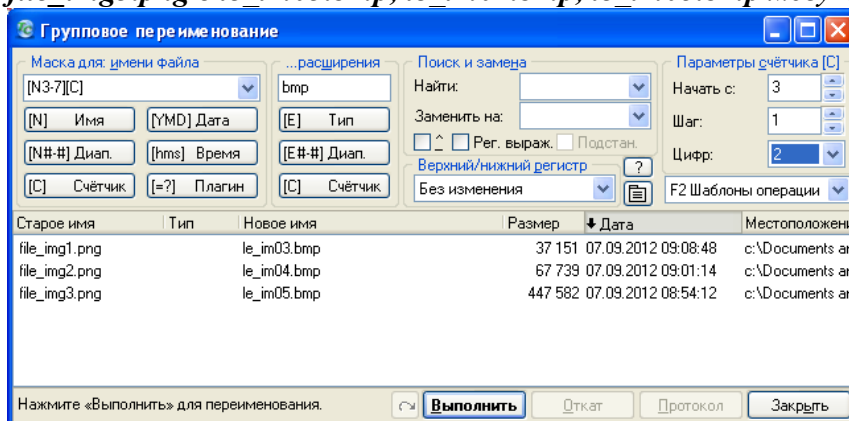 Групповое переименование
Маска для: имени файла
...расширения
Поиск и замена
Параметры счётчика [C]
[N3-7][C]
bmp
Найти:
Начать с:
3
[N] Имя
[YMD] Дата
[E] Тип
Заменить на:
Шаг:
1
^
Рег. выраж.
Подстан.
[N#-#] Диап.
[hms] Время
[E#-#] Диап.
Цифр:
2
Верхний/нижний регистр
?
[C] Счётчик
[=?] Плагин
[C] Счётчик
Без изменения
F2 Шаблоны операции
Старое имя Тип Новое имя Размер Дата Местоположени
file_img1.png le_im03.bmp 37 151 07.09.2012 09:08:48 c:\Documents ar
file_img2.png le_im04.bmp 67 739 07.09.2012 09:01:14 c:\Documents ar
file_img3.png le_im05.bmp 447 582 07.09.2012 08:54:12 c:\Documents ar
Нажмите «Выполнить» для переименования.
Выполнить
Откат
Протокол
Закрыть